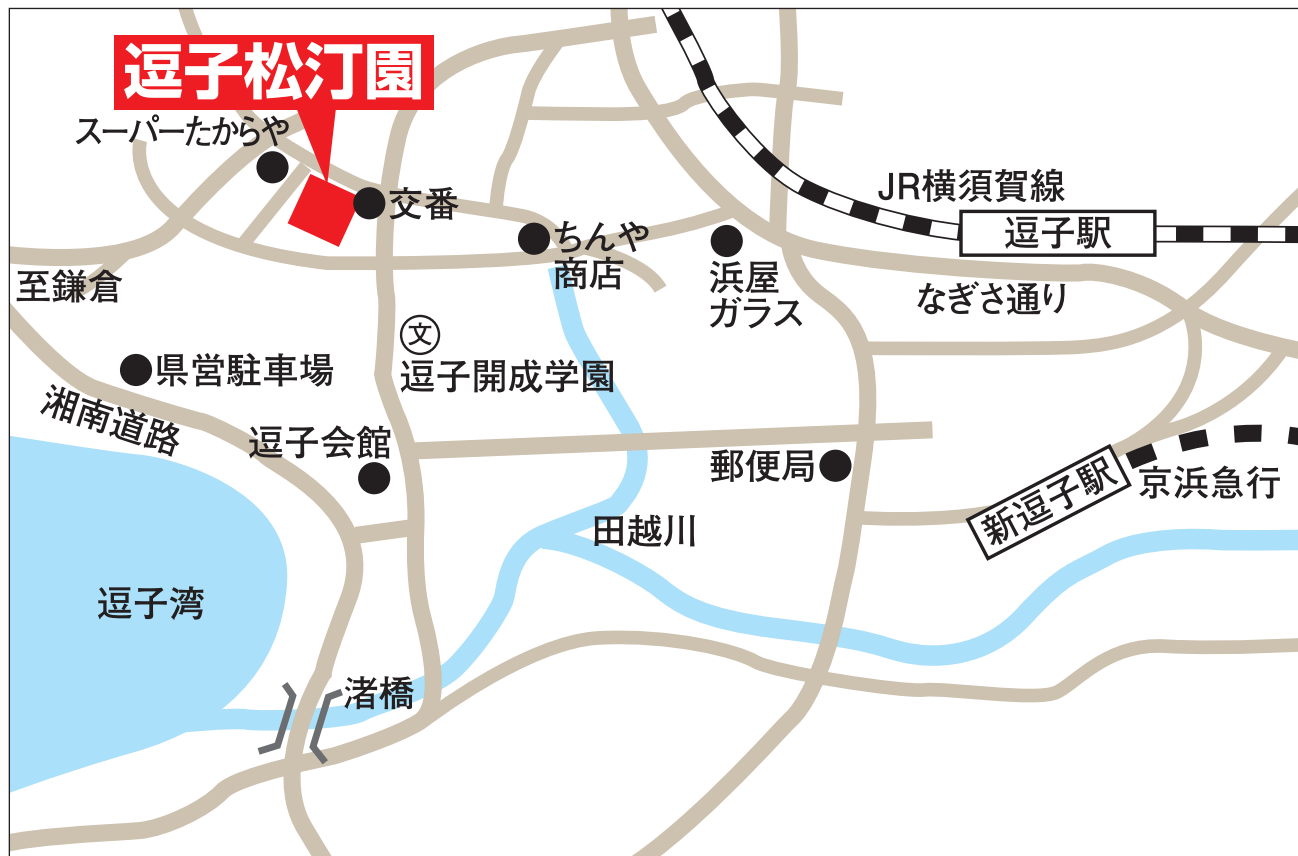 逗子松汀園
スーパーたからや
交番
JR横須賀線
逗子駅
ちんや
商店
浜屋
ガラス
なぎさ通り
至鎌倉
文
逗子開成学園
県営駐車場
湘南道路
逗子会館
郵便局
京浜急行
新逗子駅
田越川
逗子湾
渚橋